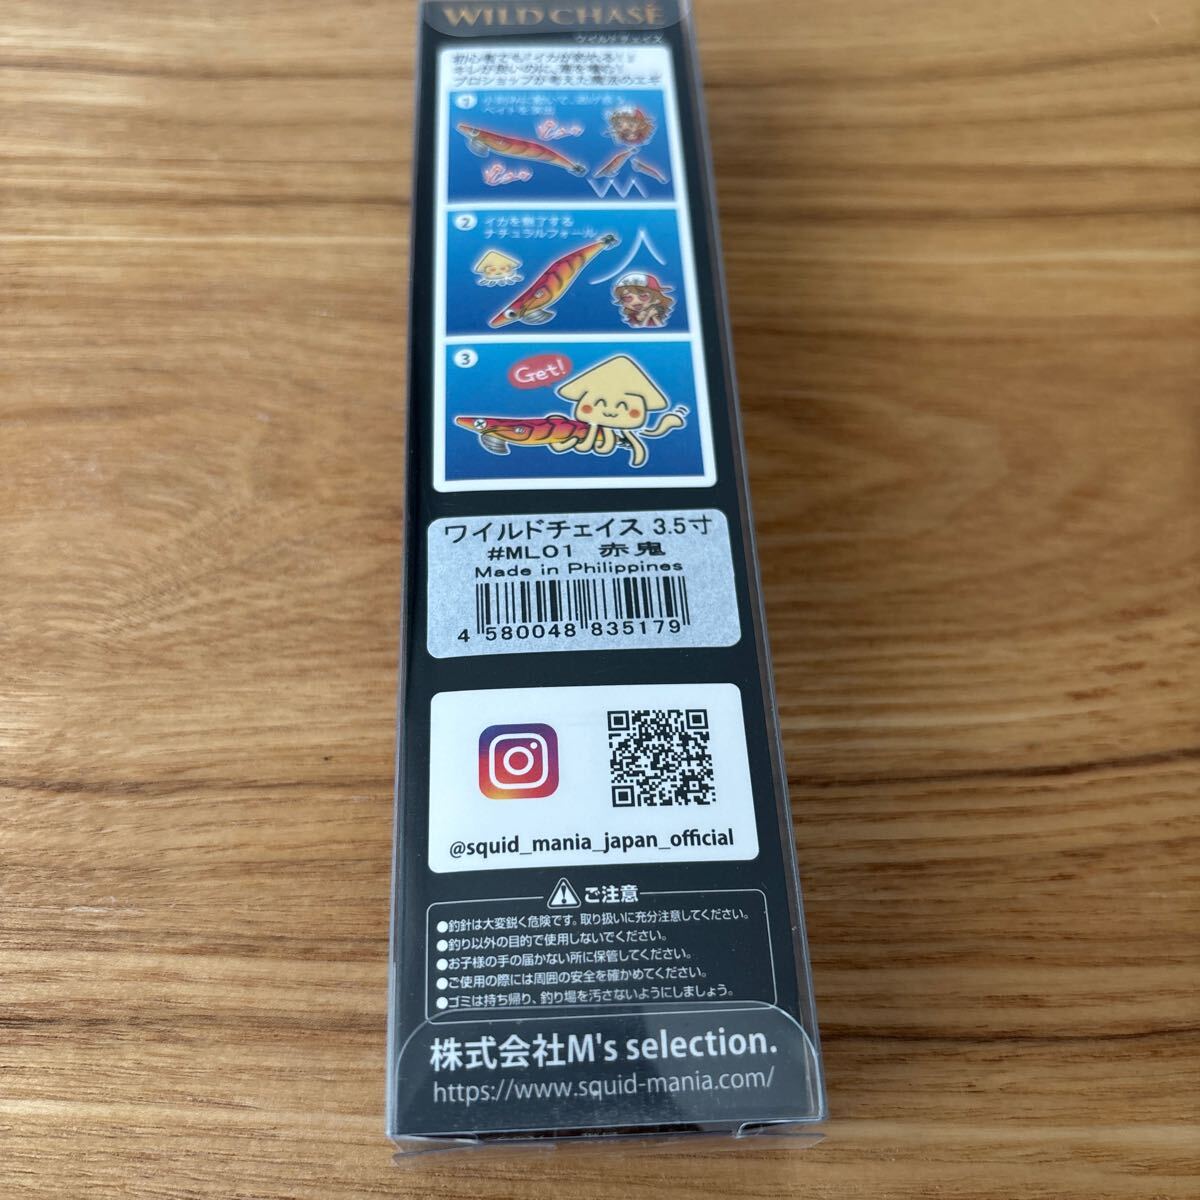 WILD CHASE
ワイルドチェイス
初心者でも!イカが釣れる!!
プロショップが考えた魔法のエギ
1
ベイトを演出
2 イカを魅了する
ナチュラルフォール
3
Get!
ワイルドチェイス 3.5寸
#ML01 赤鬼
Made in Philippines
4 580048 835179
@squid_mania_japan_official
ご注意
●釣針は大変鋭く危険です。取り扱いに充分注意してください。
●釣り以外の目的で使用しないでください。
●お子様の手の届かない所に保管してください。
●ご使用の際には周囲の安全を確かめてください。
●ゴミは持ち帰り、釣り場を汚さないようにしましょう。
株式会社M's selection.
https://www.squid-mania.com/